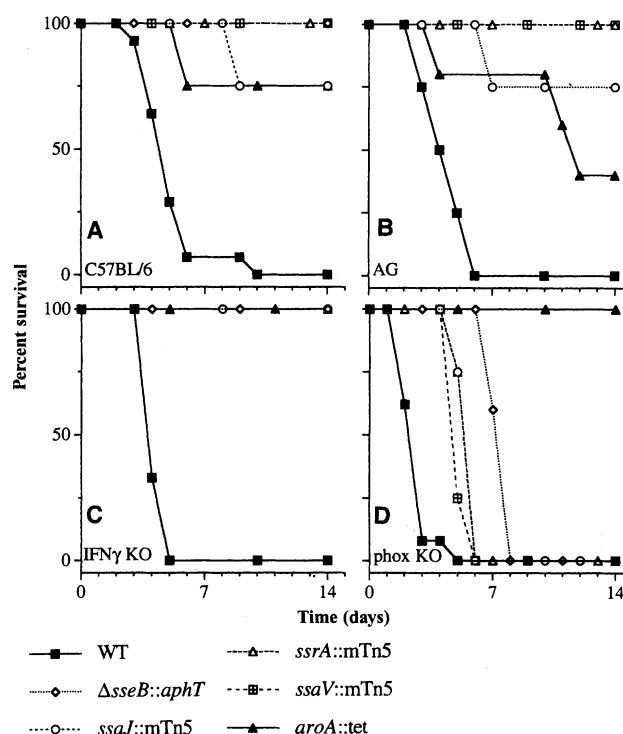 100
50
0
A
C57BL/6
B
AG
Percent survival
100
50
0
C
IFNγ KO
D
phox KO
0
7
14
0
7
14
Time (days)
WT
ssrA::mTn5
ΔsseB::aphT
ssaV::mTn5
ssaJ::mTn5
aroA::tet